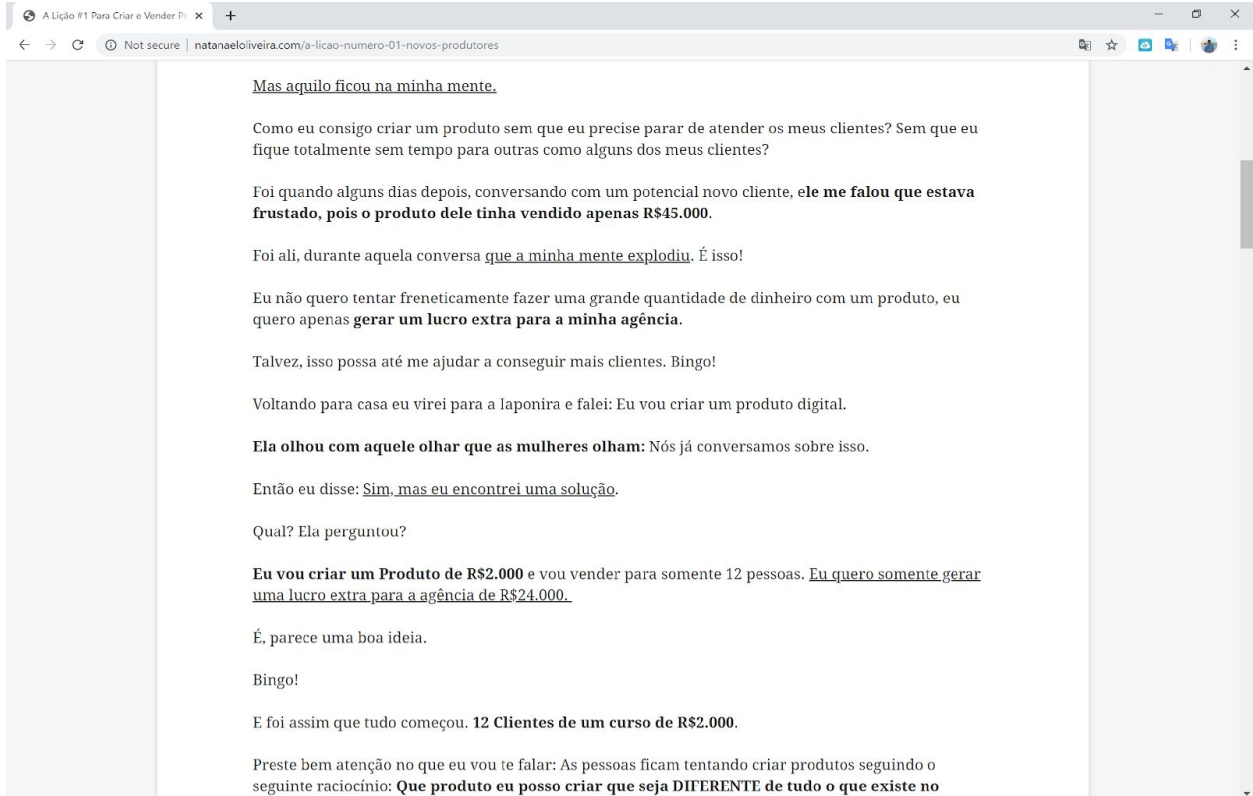 A Lição #1 Para Criar e Vender Pr
Not secure | natanaeloliveira.com/a-licao-numero-01-novos-produtores
Mas aquilo ficou na minha mente.
Como eu consigo criar um produto sem que eu precise parar de atender os meus clientes? Sem que eu
fique totalmente sem tempo para outras como alguns dos meus clientes?
Foi quando alguns dias depois, conversando com um potencial novo cliente, ele me falou que estava
frustado, pois o produto dele tinha vendido apenas R$45.000.
Foi ali, durante aquela conversa que a minha mente explodiu. É isso!
Eu não quero tentar freneticamente fazer uma grande quantidade de dinheiro com um produto, eu
quero apenas gerar um lucro extra para a minha agência.
Talvez, isso possa até me ajudar a conseguir mais clientes. Bingo!
Voltando para casa eu virei para a Iaponira e falei: Eu vou criar um produto digital.
Ela olhou com aquele olhar que as mulheres olham: Nós já conversamos sobre isso.
Então eu disse: Sim, mas eu encontrei uma solução.
Qual? Ela perguntou?
Eu vou criar um Produto de R$2.000 e vou vender para somente 12 pessoas. Eu quero somente gerar
uma lucro extra para a agência de R$24.000.
É, parece uma boa ideia.
Bingo!
E foi assim que tudo começou. 12 Clientes de um curso de R$2.000.
Preste bem atenção no que eu vou te falar: As pessoas ficam tentando criar produtos seguindo o
seguinte raciocínio: Que produto eu posso criar que seja DIFERENTE de tudo o que existe no